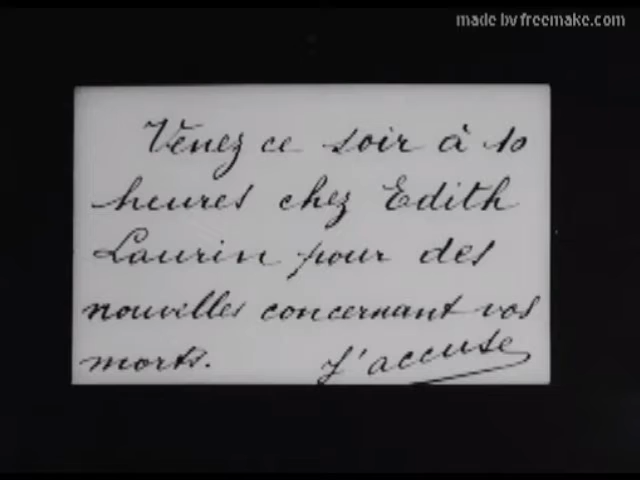 made by freemake.com
Venez ce soir à 10
heures chez Edith
Laurin pour des
nouvelles concernant vos
morts. J'accuse